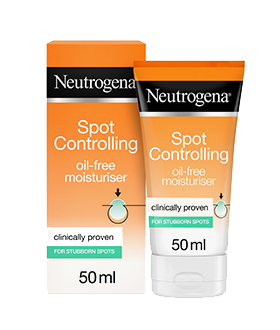 Neutrogena®
Spot
Controlling
oil-free
moisturiser
clinically proven
FOR STUBBORN SPOTS
50 ml
Neutrogena®
Spot
Controlling
oil-free
moisturiser
clinically proven
FOR STUBBORN SPOTS
50 ml